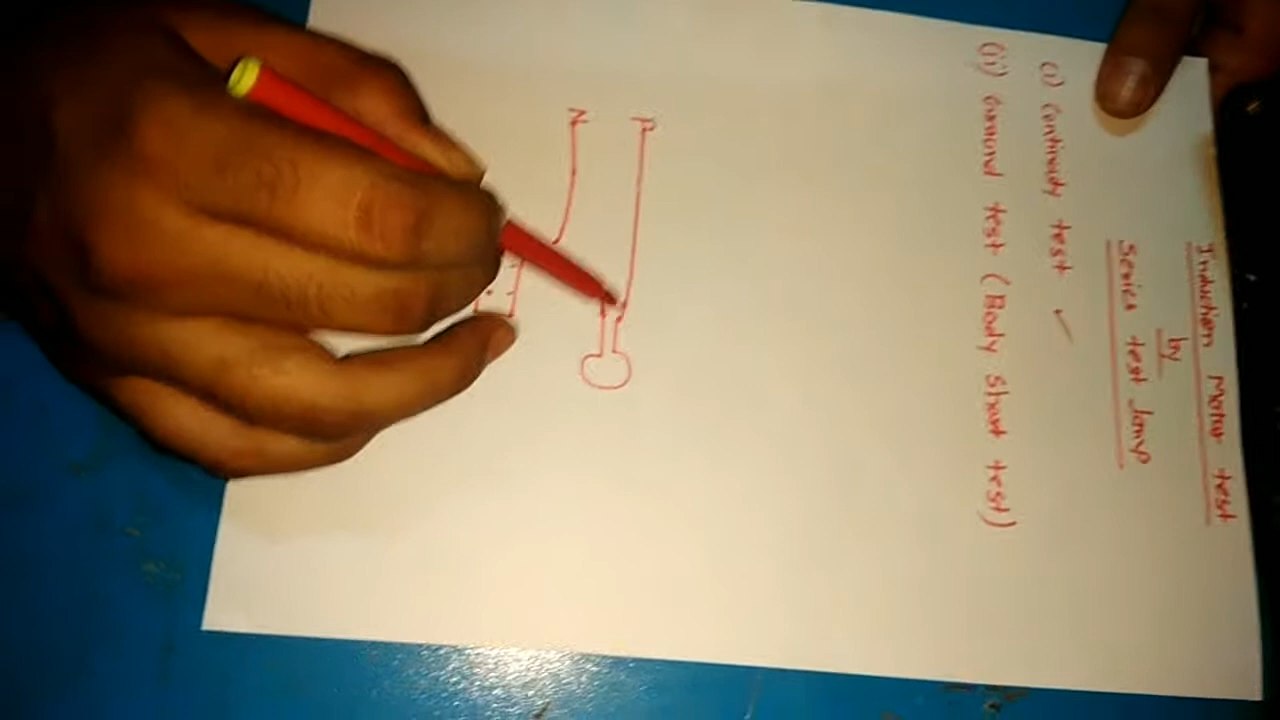 Induction Motor test
by
Series test lamp
(i) Continuity test ✓
(ii) Ground test (Body Short test)
P
N